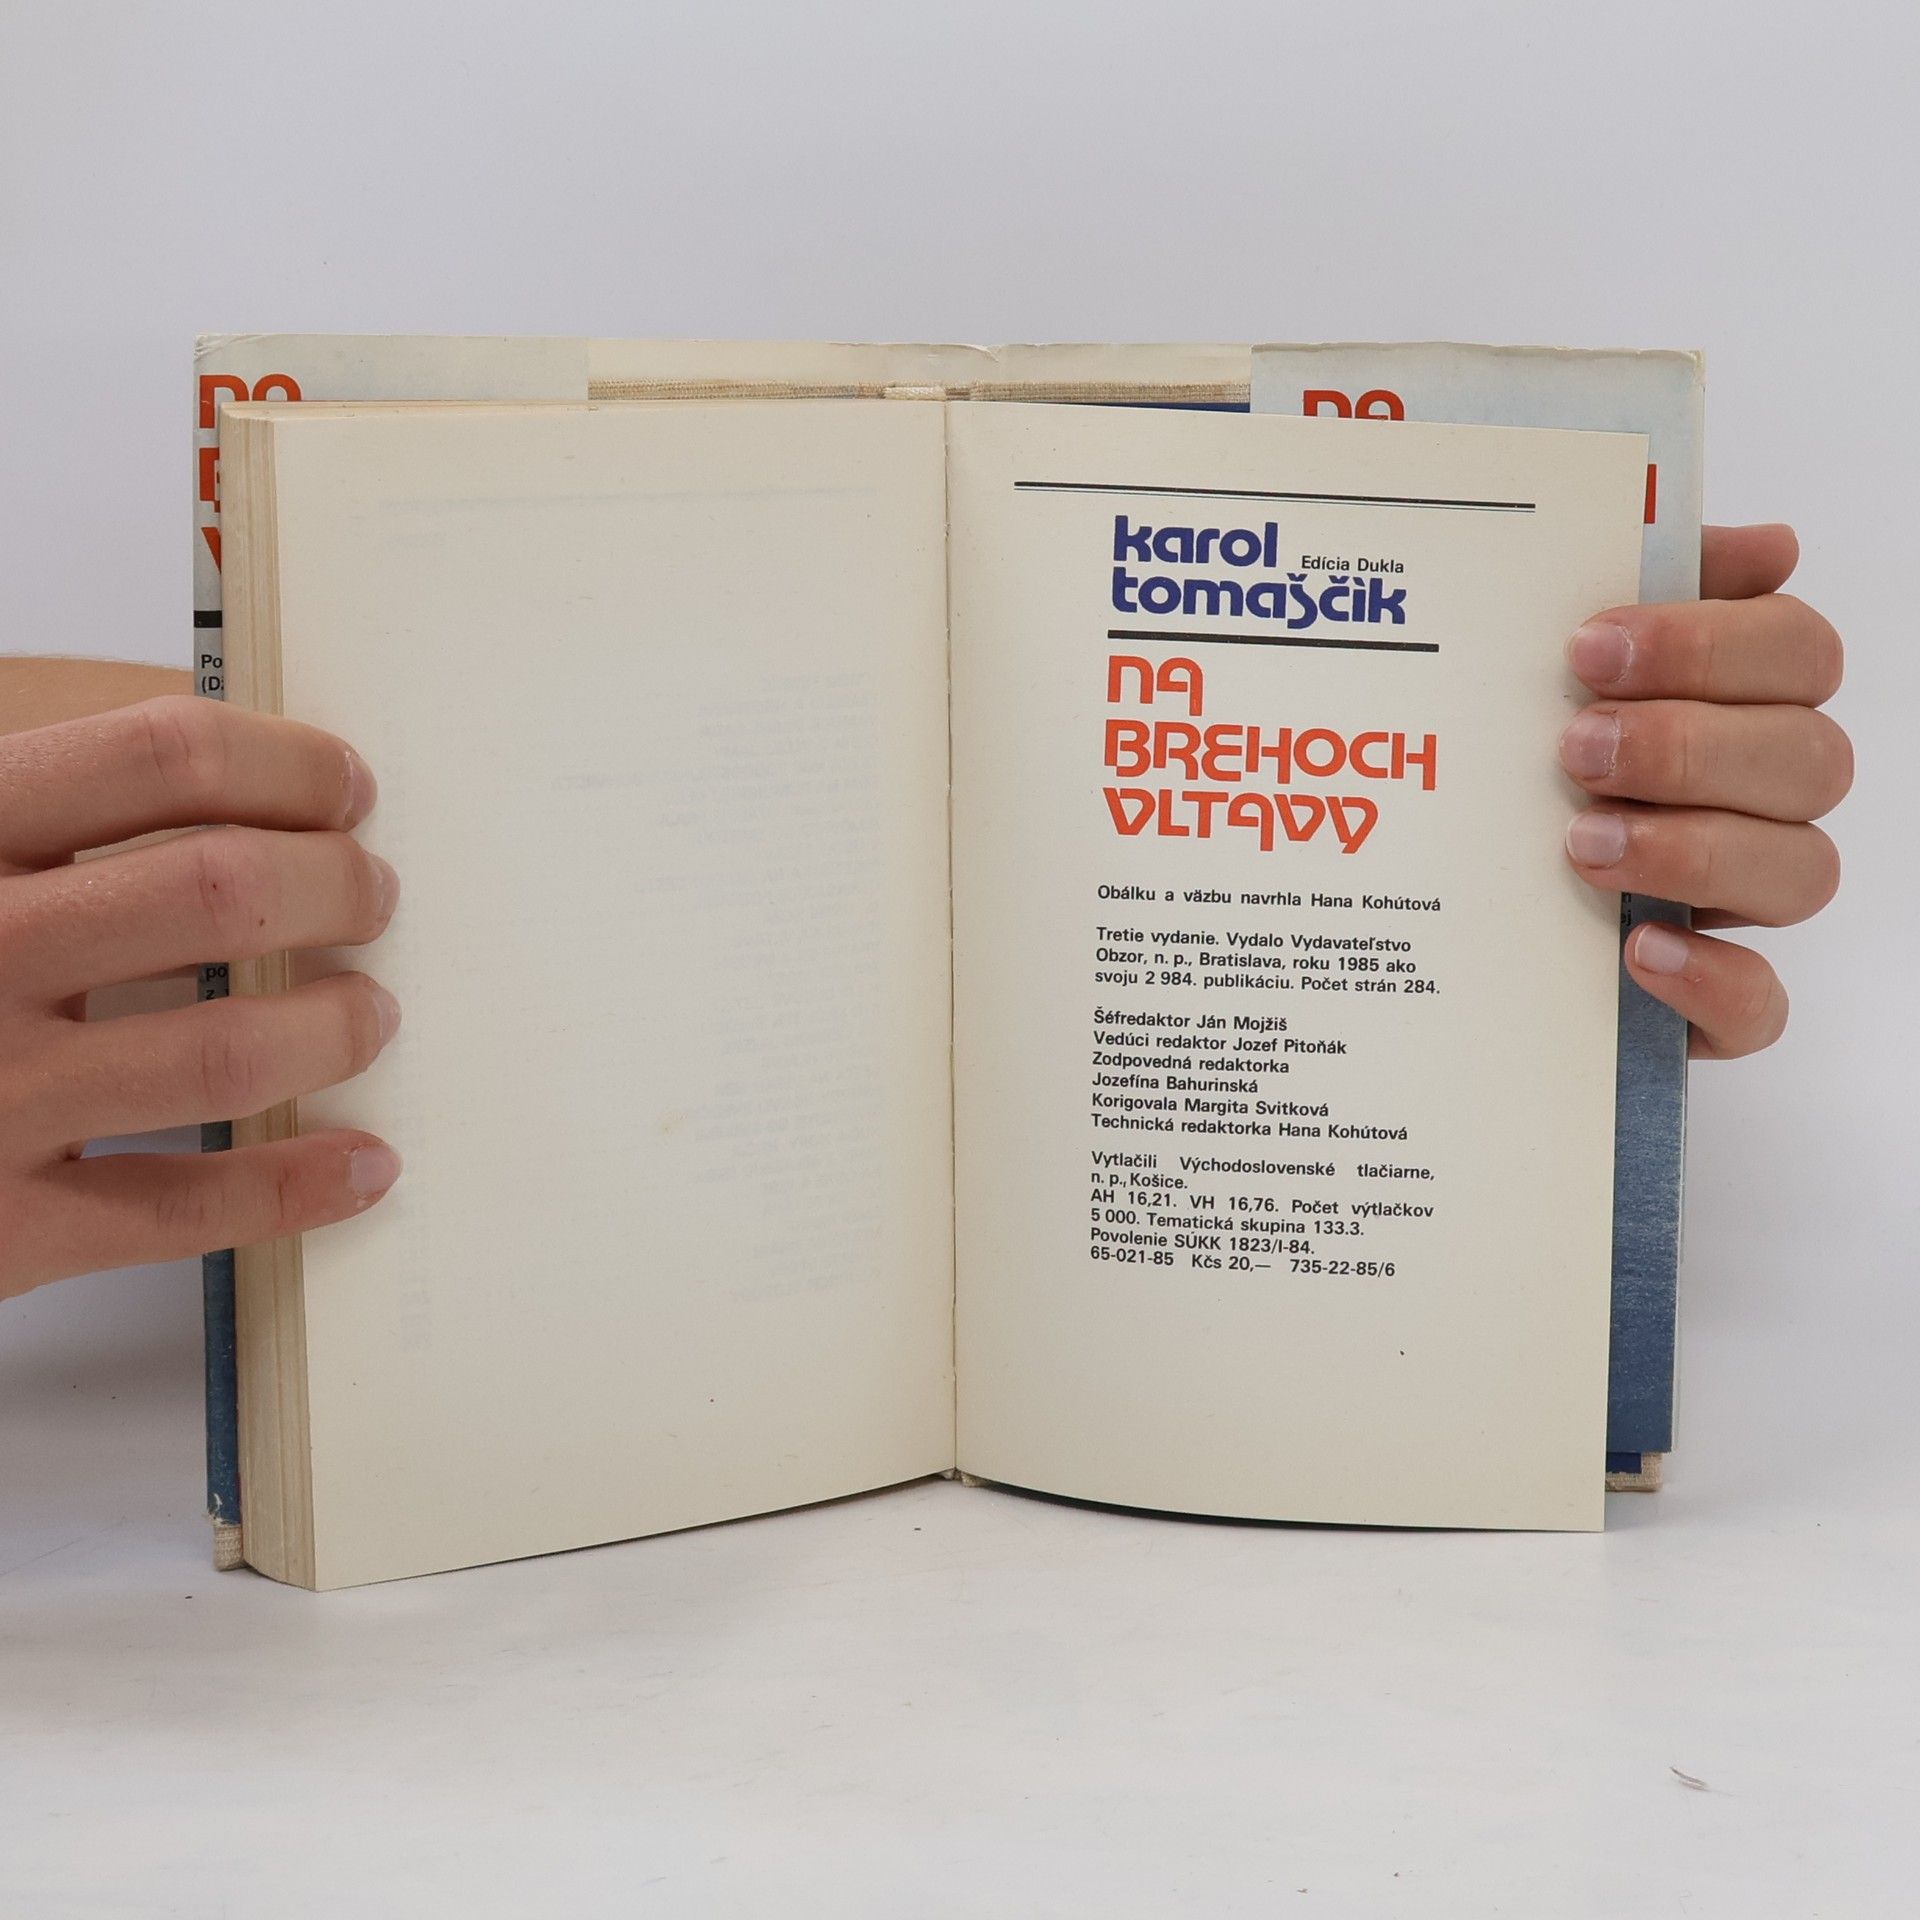 NA
Po
po
z
NA
karol
Edícia Dukla
tomaščik
NA
BREHOCH
VLTAVY
Obálku a väzbu navrhla Hana Kohútová
Tretie vydanie. Vydalo Vydavateľstvo
Obzor, n. p., Bratislava, roku 1985 ako
svoju 2 984. publikáciu. Počet strán 284.
Šéfredaktor Ján Mojžiš
Vedúci redaktor Jozef Pitoňák
Zodpovedná redaktorka
Jozefína Bahurinská
Korigovala Margita Svitková
Technická redaktorka Hana Kohútová
Vytlačili Východoslovenské tlačiarne,
n. p., Košice.
AH 16,21. VH 16,76. Počet výtlačkov
5 000. Tematická skupina 133.3.
Povolenie SÚKK 1823/I-84.
65-021-85 Kčs 20,— 735-22-85/6